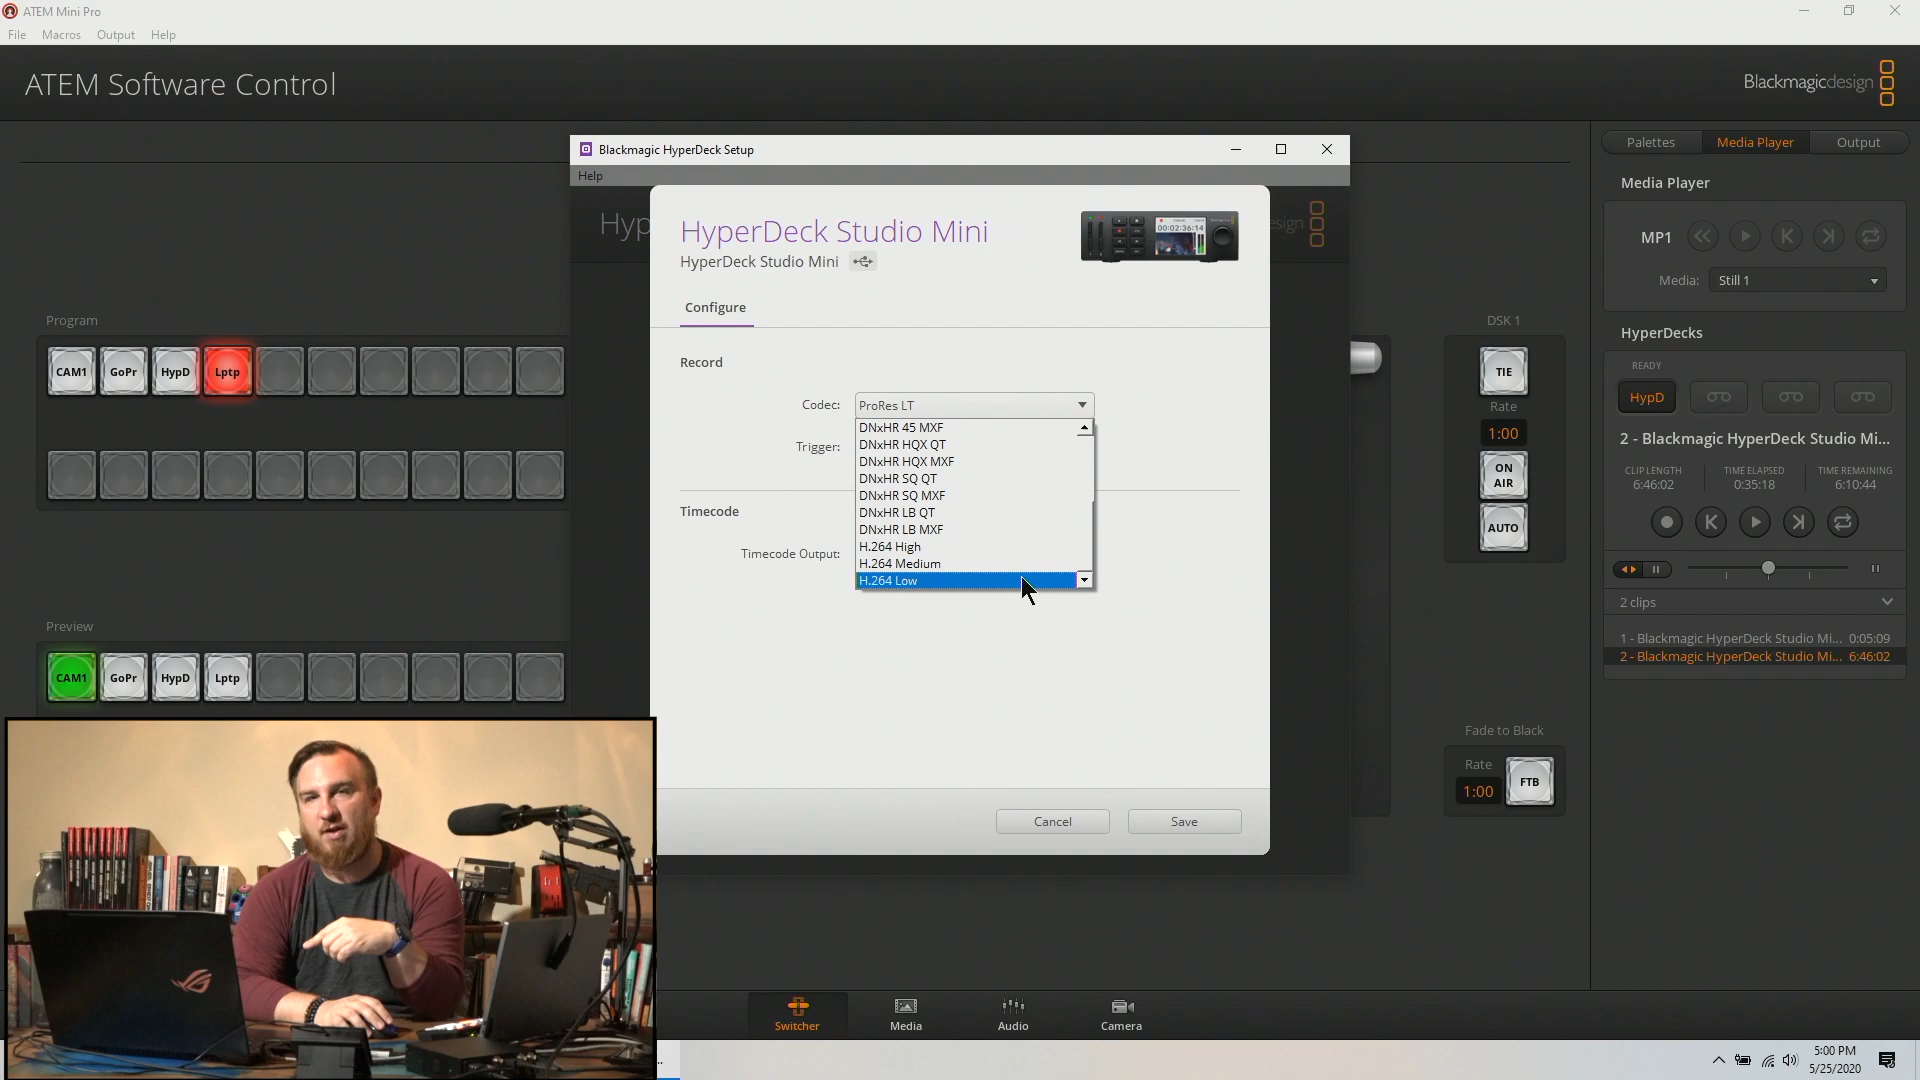 ATEM Mini Pro
File Macros Output Help
ATEM Software Control
Blackmagicdesign
Blackmagic HyperDeck Setup
Help
Hyp
esign
HyperDeck Studio Mini
HyperDeck Studio Mini
00:02:36:14
Configure
Record
Codec: ProRes LT
DNxHR 45 MXF
DNxHR HQX QT
DNxHR HQX MXF
DNxHR SQ QT
DNxHR SQ MXF
DNxHR LB QT
DNxHR LB MXF
H.264 High
H.264 Medium
H.264 Low
Trigger:
Timecode
Timecode Output:
Cancel Save
Program
CAM1 GoPr HypD Lptp
Preview
CAM1 GoPr HypD Lptp
DSK 1
TIE
Rate
1:00
ON AIR
AUTO
Fade to Black
Rate
1:00
FTB
Palettes Media Player Output
Media Player
MP1
Media: Still 1
HyperDecks
READY
HypD
2 - Blackmagic HyperDeck Studio Mi...
CLIP LENGTH TIME ELAPSED TIME REMAINING
6:46:02 0:35:18 6:10:44
2 clips
1 - Blackmagic HyperDeck Studio Mi... 0:05:09
2 - Blackmagic HyperDeck Studio Mi... 6:46:02
Switcher Media Audio Camera
..
5:00 PM
5/25/2020